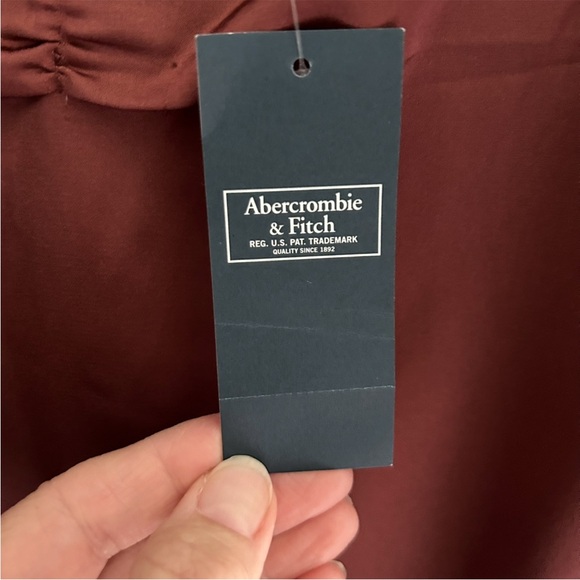 Abercrombie
& Fitch
REG. U.S. PAT. TRADEMARK
QUALITY SINCE 1892